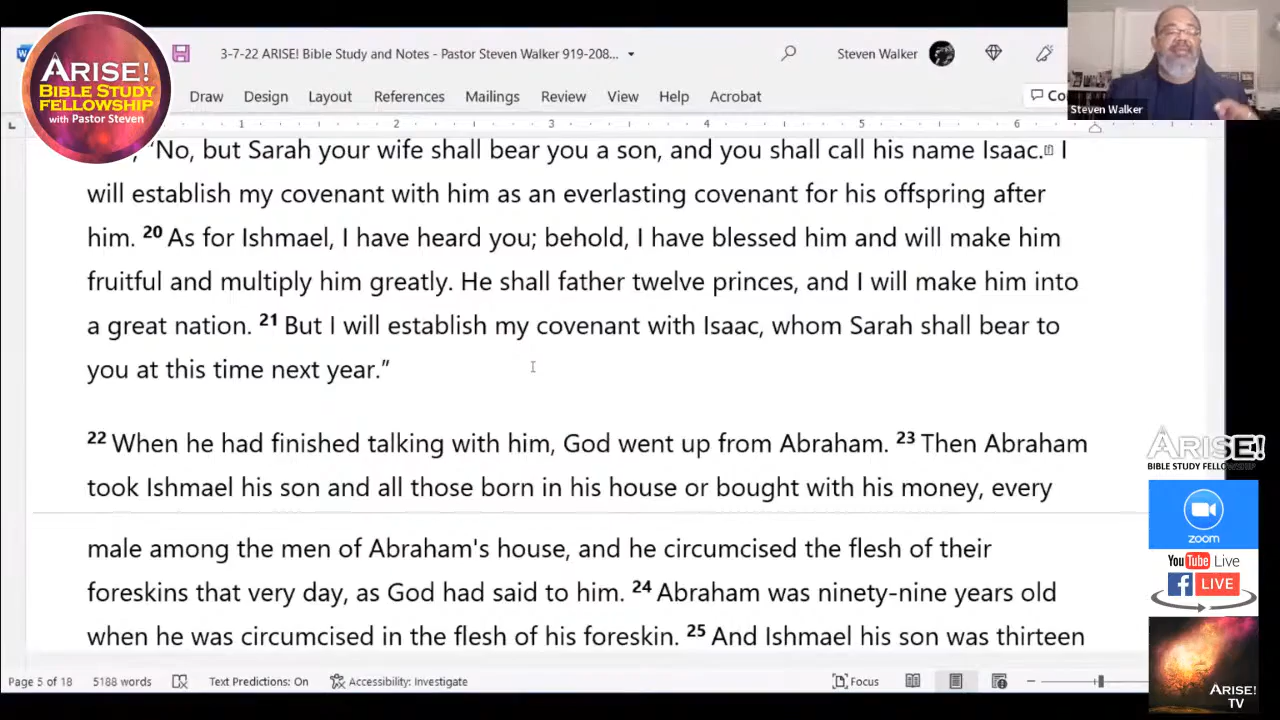 ARISE!
BIBLE STUDY
FELLOWSHIP
with Pastor Steven
3-7-22 ARISE! Bible Study and Notes - Pastor Steven Walker 919-208...
Steven Walker
Steven Walker
Draw Design Layout References Mailings Review View Help Acrobat Co
1 2 3 4 5 6
“No, but Sarah your wife shall bear you a son, and you shall call his name Isaac.[f] I
will establish my covenant with him as an everlasting covenant for his offspring after
him. 20 As for Ishmael, I have heard you; behold, I have blessed him and will make him
fruitful and multiply him greatly. He shall father twelve princes, and I will make him into
a great nation. 21 But I will establish my covenant with Isaac, whom Sarah shall bear to
you at this time next year.”
22 When he had finished talking with him, God went up from Abraham. 23 Then Abraham
took Ishmael his son and all those born in his house or bought with his money, every
male among the men of Abraham's house, and he circumcised the flesh of their
foreskins that very day, as God had said to him. 24 Abraham was ninety-nine years old
when he was circumcised in the flesh of his foreskin. 25 And Ishmael his son was thirteen
ARISE!
BIBLE STUDY FELLOWSHIP
zoom
YouTube Live
f LIVE
ARISE!
TV
Page 5 of 18 5188 words Text Predictions: On Accessibility: Investigate Focus